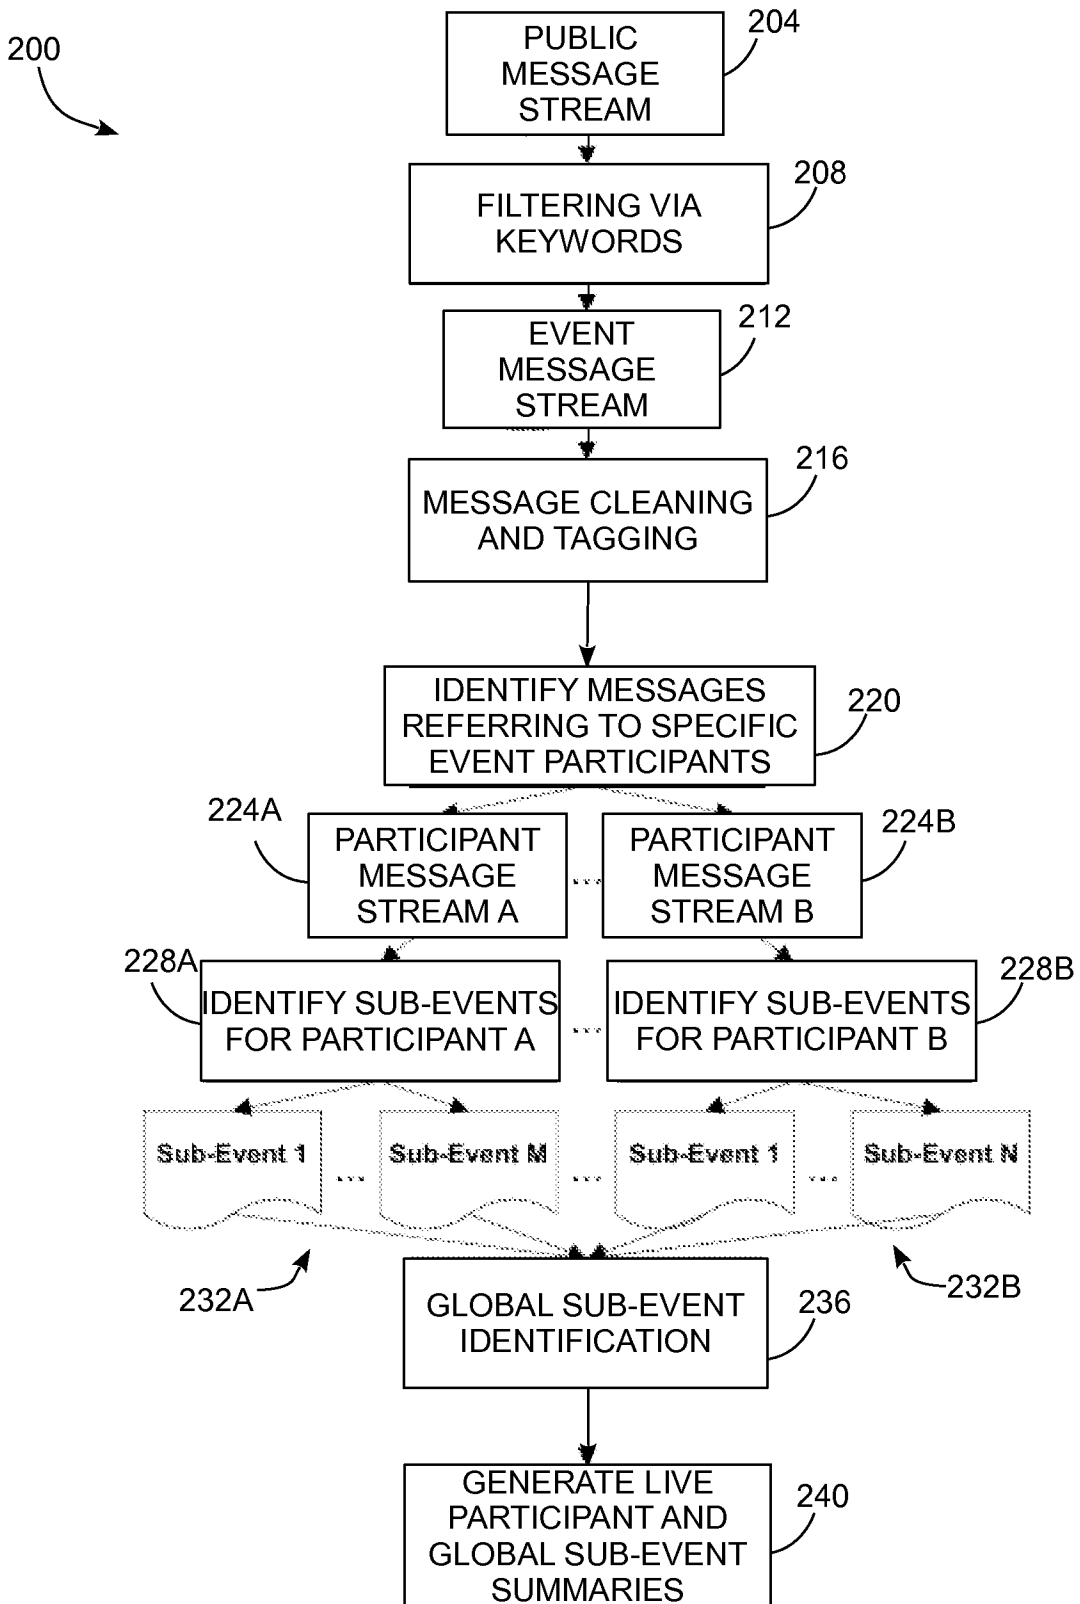 200
PUBLIC
MESSAGE
STREAM
204
FILTERING VIA
KEYWORDS
208
EVENT
MESSAGE
STREAM
212
MESSAGE CLEANING
AND TAGGING
216
IDENTIFY MESSAGES
REFERRING TO SPECIFIC
EVENT PARTICIPANTS
220
224A
PARTICIPANT
MESSAGE
STREAM A
...
PARTICIPANT
MESSAGE
STREAM B
224B
228A
IDENTIFY SUB-EVENTS
FOR PARTICIPANT A
...
IDENTIFY SUB-EVENTS
FOR PARTICIPANT B
228B
Sub-Event 1
...
Sub-Event M
...
Sub-Event 1
...
Sub-Event N
232A
232B
GLOBAL SUB-EVENT
IDENTIFICATION
236
GENERATE LIVE
PARTICIPANT AND
GLOBAL SUB-EVENT
SUMMARIES
240